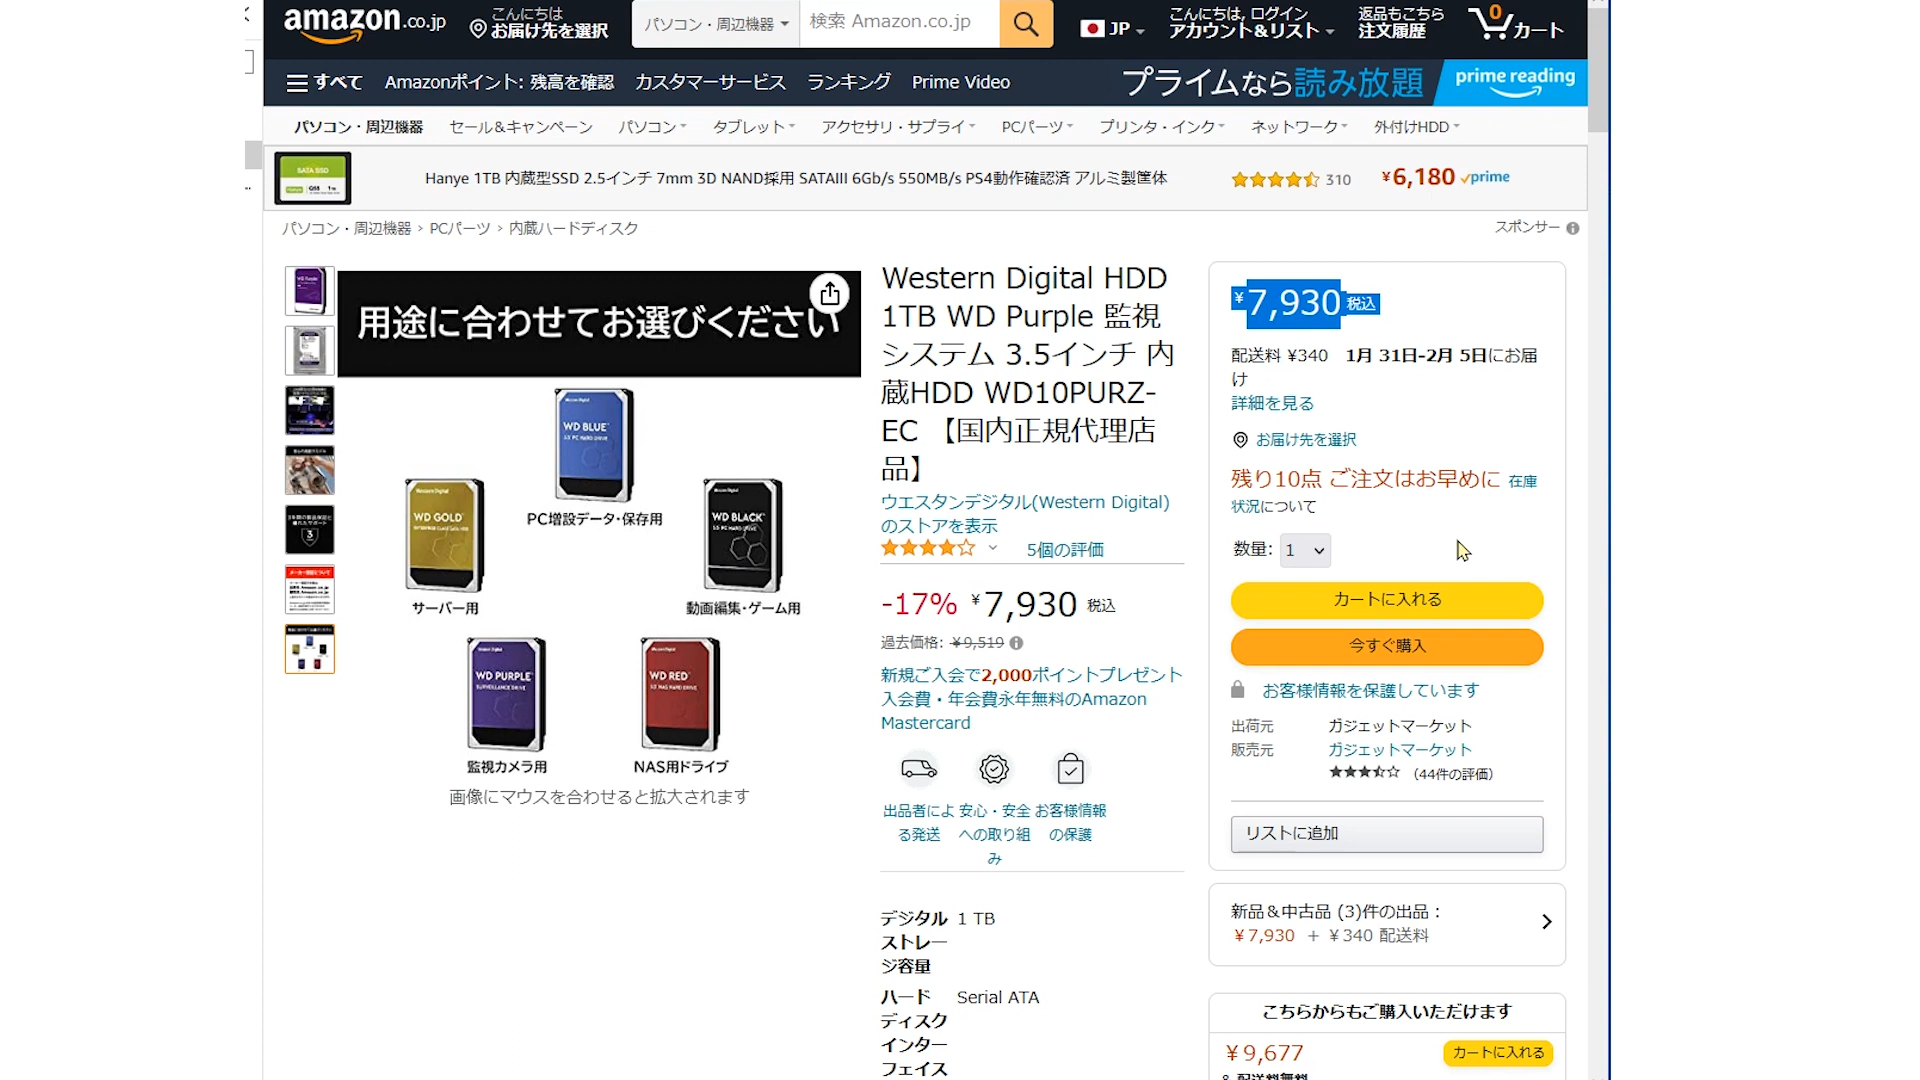 amazon.co.jp
こんにちは
お届け先を選択
パソコン・周辺機器
検索 Amazon.co.jp
JP
こんにちは, ログイン
アカウント&リスト
返品もこちら
注文履歴
0
カート
すべて
Amazonポイント: 残高を確認
カスタマーサービス
ランキング
Prime Video
プライムなら読み放題
prime reading
パソコン・周辺機器
セール&キャンペーン
パソコン
タブレット
アクセサリ・サプライ
PCパーツ
プリンタ・インク
ネットワーク
外付けHDD
SATA SSD
Hanye 1TB 内蔵型SSD 2.5インチ 7mm 3D NAND採用 SATAIII 6Gb/s 550MB/s PS4動作確認済 アルミ製筐体
310
¥6,180 prime
パソコン・周辺機器 › PCパーツ › 内蔵ハードディスク
スポンサー
用途に合わせてお選びください
WD BLUE
PC増設データ・保存用
WD GOLD
サーバー用
WD BLACK
動画編集・ゲーム用
WD PURPLE
監視カメラ用
WD RED
NAS用ドライブ
画像にマウスを合わせると拡大されます
Western Digital HDD
1TB WD Purple 監視
システム 3.5インチ 内
蔵HDD WD10PURZ-
EC 【国内正規代理店
品】
ウエスタンデジタル(Western Digital)
のストアを表示
5個の評価
-17% ¥7,930 税込
過去価格: ¥9,519
新規ご入会で2,000ポイントプレゼント
入会費・年会費永年無料のAmazon
Mastercard
出品者によ
る発送
安心・安全
への取り組
み
お客様情報
の保護
デジタル
ストレー
ジ容量
1 TB
ハード
ディスク
インター
フェイス
Serial ATA
¥7,930 税込
配送料 ¥340 1月 31日-2月 5日にお届
け
詳細を見る
お届け先を選択
残り10点 ご注文はお早めに 在庫
状況について
数量: 1
カートに入れる
今すぐ購入
お客様情報を保護しています
出荷元 ガジェットマーケット
販売元 ガジェットマーケット
(44件の評価)
リストに追加
新品&中古品 (3)件の出品：
¥7,930 + ¥340 配送料
こちらからもご購入いただけます
¥9,677
カートに入れる
配送料無料